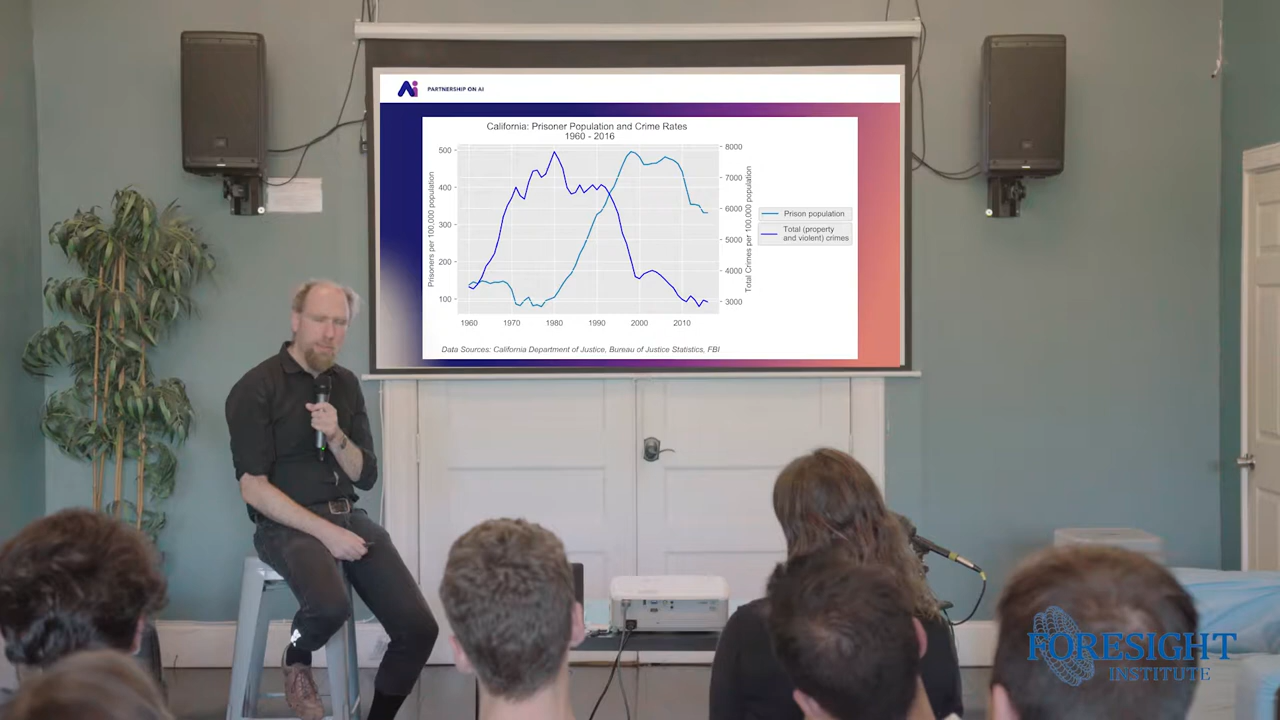 PARTNERSHIP ON AI
California: Prisoner Population and Crime Rates
1960 - 2016
Prisoners per 100,000 population
500
400
300
200
100
8000
7000
6000
5000
4000
3000
Total Crimes per 100,000 population
1960 1970 1980 1990 2000 2010
Prison population
Total (property
and violent) crimes
Data Sources: California Department of Justice, Bureau of Justice Statistics, FBI
FORESIGHT
INSTITUTE